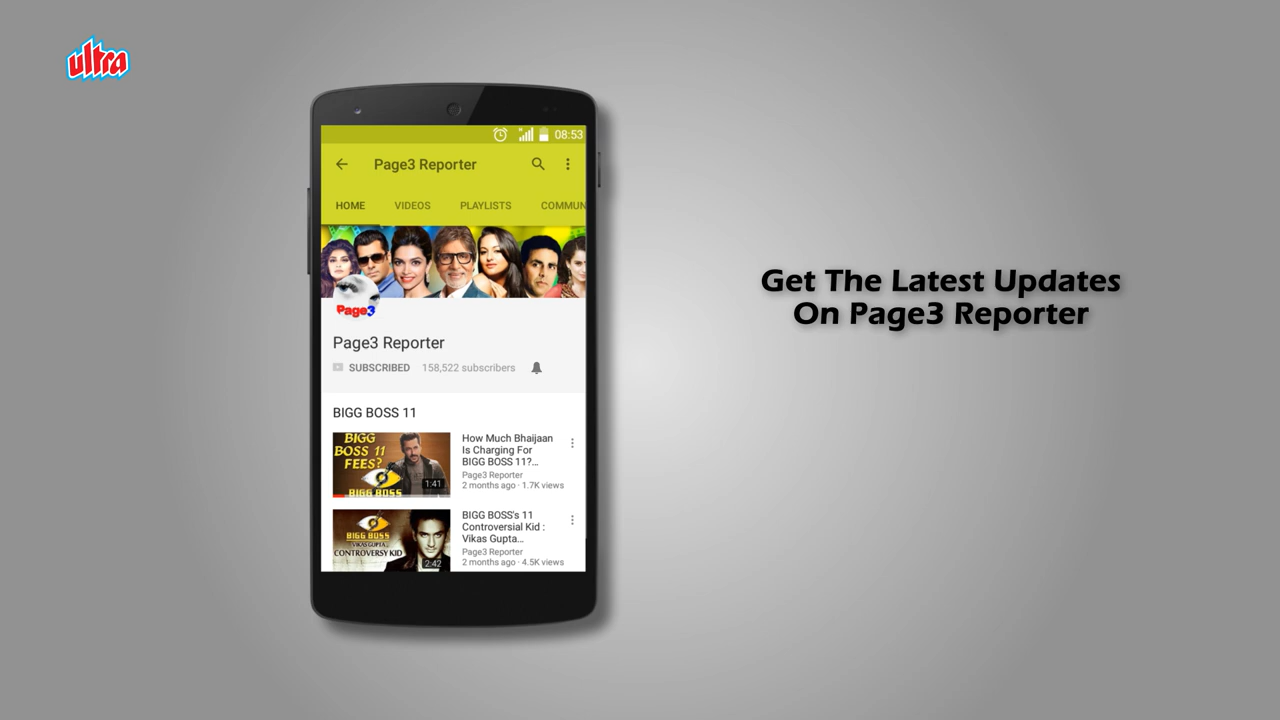 ultra
08:53
Page3 Reporter
HOME VIDEOS PLAYLISTS COMMUN
Page3
Page3 Reporter
SUBSCRIBED 158,522 subscribers
BIGG BOSS 11
BIGG
BOSS 11
FEES?
BIGG BOSS
1:41
How Much Bhaijaan
Is Charging For
BIGG BOSS 11?...
Page3 Reporter
2 months ago · 1.7K views
BIGG BOSS
VIKAS GUPTA...
CONTROVERSY KID
2:42
BIGG BOSS's 11
Controversial Kid :
Vikas Gupta...
Page3 Reporter
2 months ago · 4.5K views
Get The Latest Updates
On Page3 Reporter